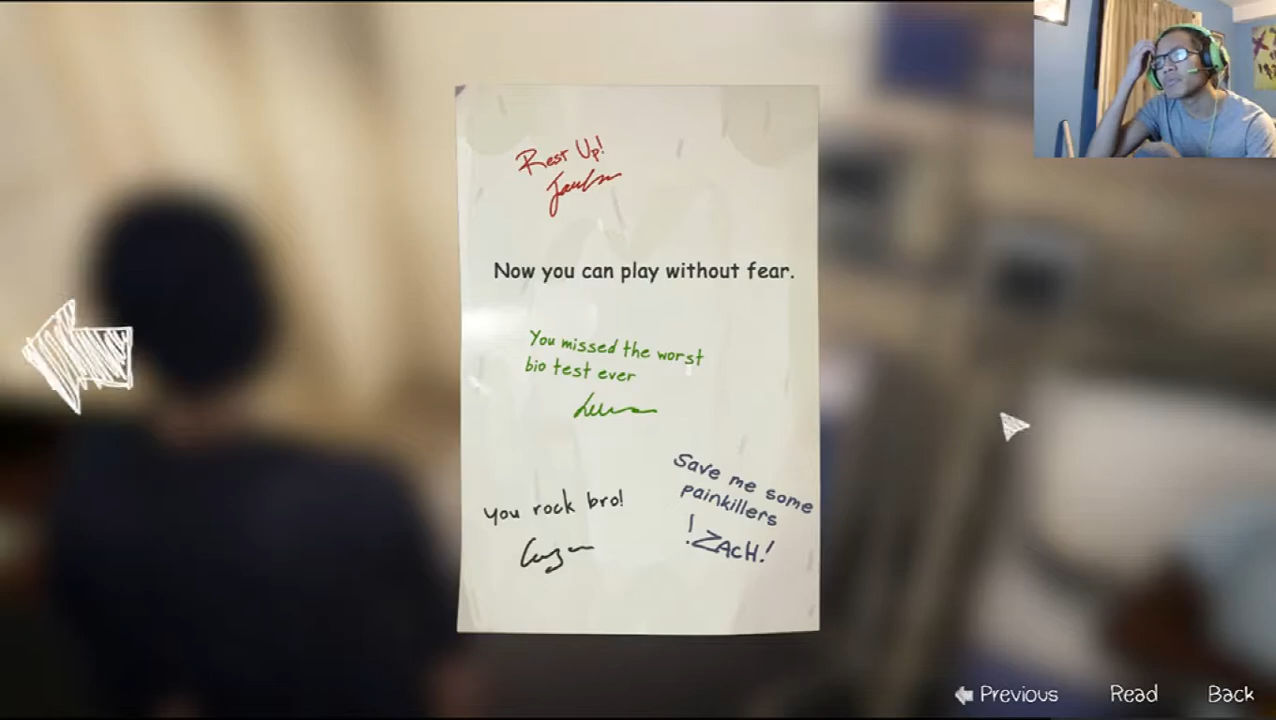 Rest Up!
Now you can play without fear.
You missed the worst
bio test ever
You rock bro!
Save me some
painkillers
!ZACH!
Previous
Read
Back